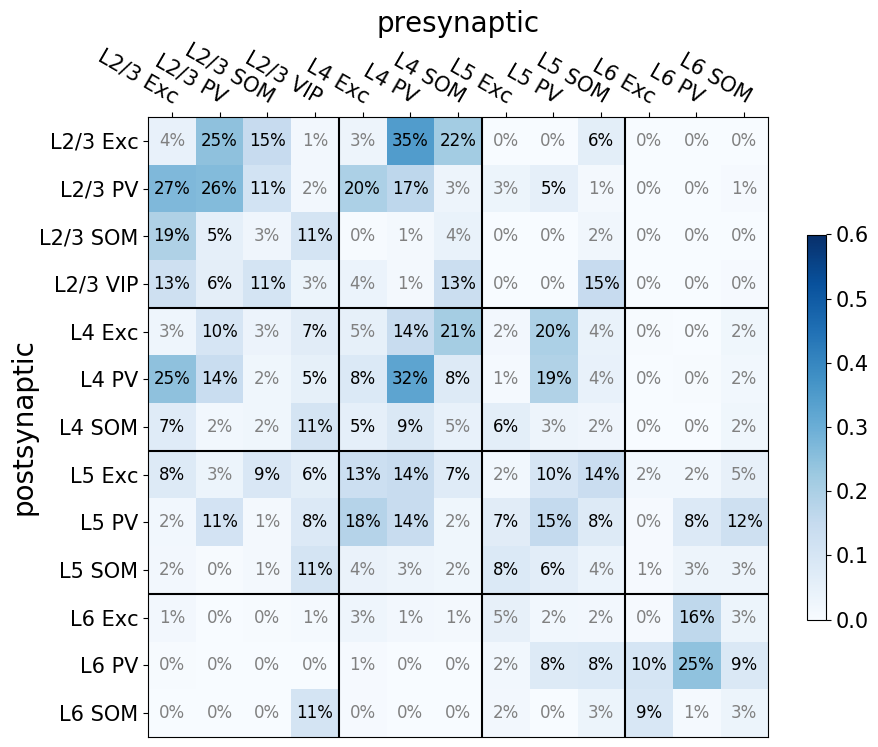 presynaptic
L2/3 Exc L2/3 PV L2/3 SOM L2/3 VIP L4 Exc L4 PV L4 SOM L5 Exc L5 PV L5 SOM L6 Exc L6 PV L6 SOM
postsynaptic
L2/3 Exc 4% 25% 15% 1% 3% 35% 22% 0% 0% 6% 0% 0% 0%
L2/3 PV 27% 26% 11% 2% 20% 17% 3% 3% 5% 1% 0% 0% 1%
L2/3 SOM 19% 5% 3% 11% 0% 1% 4% 0% 0% 2% 0% 0% 0%
L2/3 VIP 13% 6% 11% 3% 4% 1% 13% 0% 0% 15% 0% 0% 0%
L4 Exc 3% 10% 3% 7% 5% 14% 21% 2% 20% 4% 0% 0% 2%
L4 PV 25% 14% 2% 5% 8% 32% 8% 1% 19% 4% 0% 0% 2%
L4 SOM 7% 2% 2% 11% 5% 9% 5% 6% 3% 2% 0% 0% 2%
L5 Exc 8% 3% 9% 6% 13% 14% 7% 2% 10% 14% 2% 2% 5%
L5 PV 2% 11% 1% 8% 18% 14% 2% 7% 15% 8% 0% 8% 12%
L5 SOM 2% 0% 1% 11% 4% 3% 2% 8% 6% 4% 1% 3% 3%
L6 Exc 1% 0% 0% 1% 3% 1% 1% 5% 2% 2% 0% 16% 3%
L6 PV 0% 0% 0% 0% 1% 0% 0% 2% 8% 8% 10% 25% 9%
L6 SOM 0% 0% 0% 11% 0% 0% 0% 2% 0% 3% 9% 1% 3%
0.6
0.5
0.4
0.3
0.2
0.1
0.0